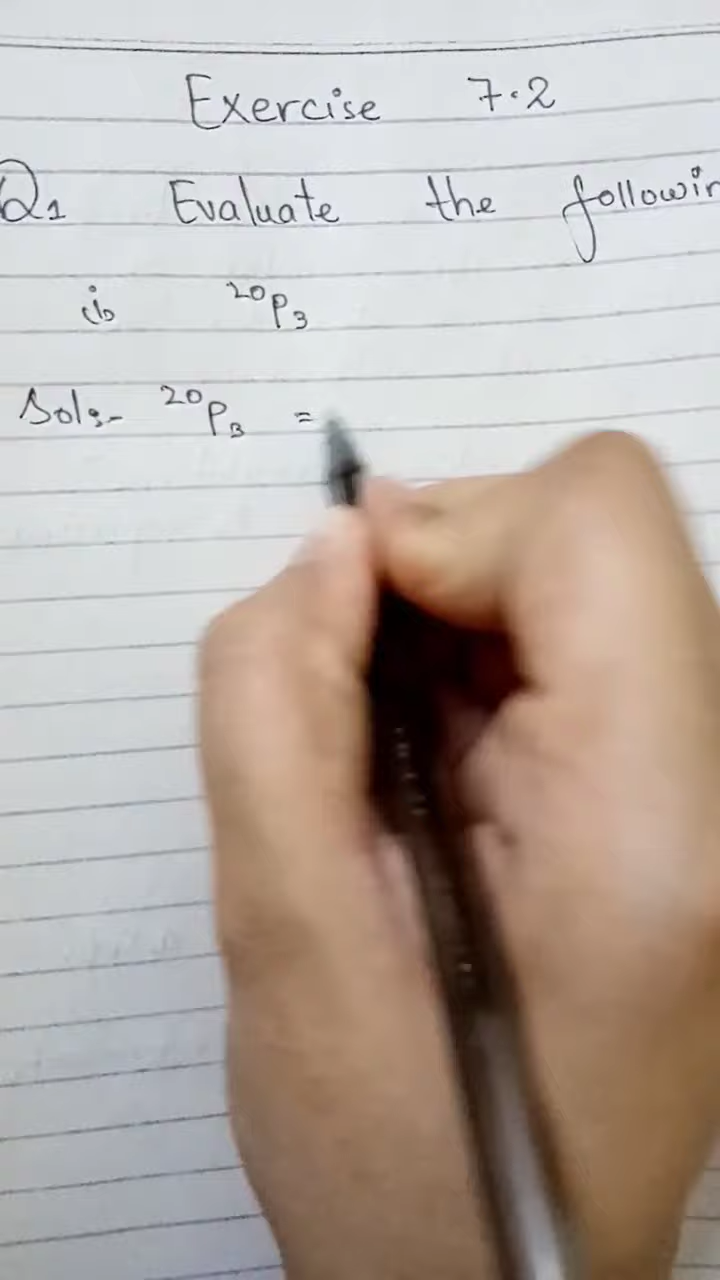 Exercise 7.2
Q1 Evaluate the followin
(i) ²⁰P₃
Sol:- ²⁰P₃ =